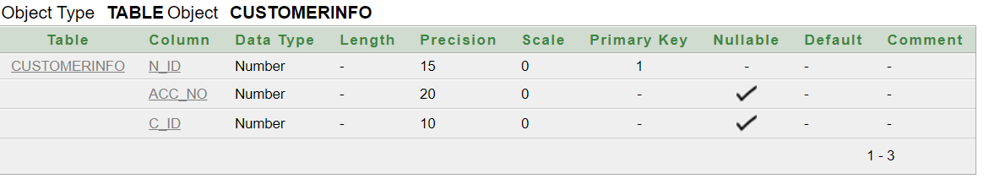 Object Type TABLE Object CUSTOMERINFO
Table Column Data Type Length Precision Scale Primary Key Nullable Default Comment
CUSTOMERINFO N_ID Number - 15 0 1 - - -
ACC_NO Number - 20 0 - ✓ - -
C_ID Number - 10 0 - ✓ - -
1 - 3